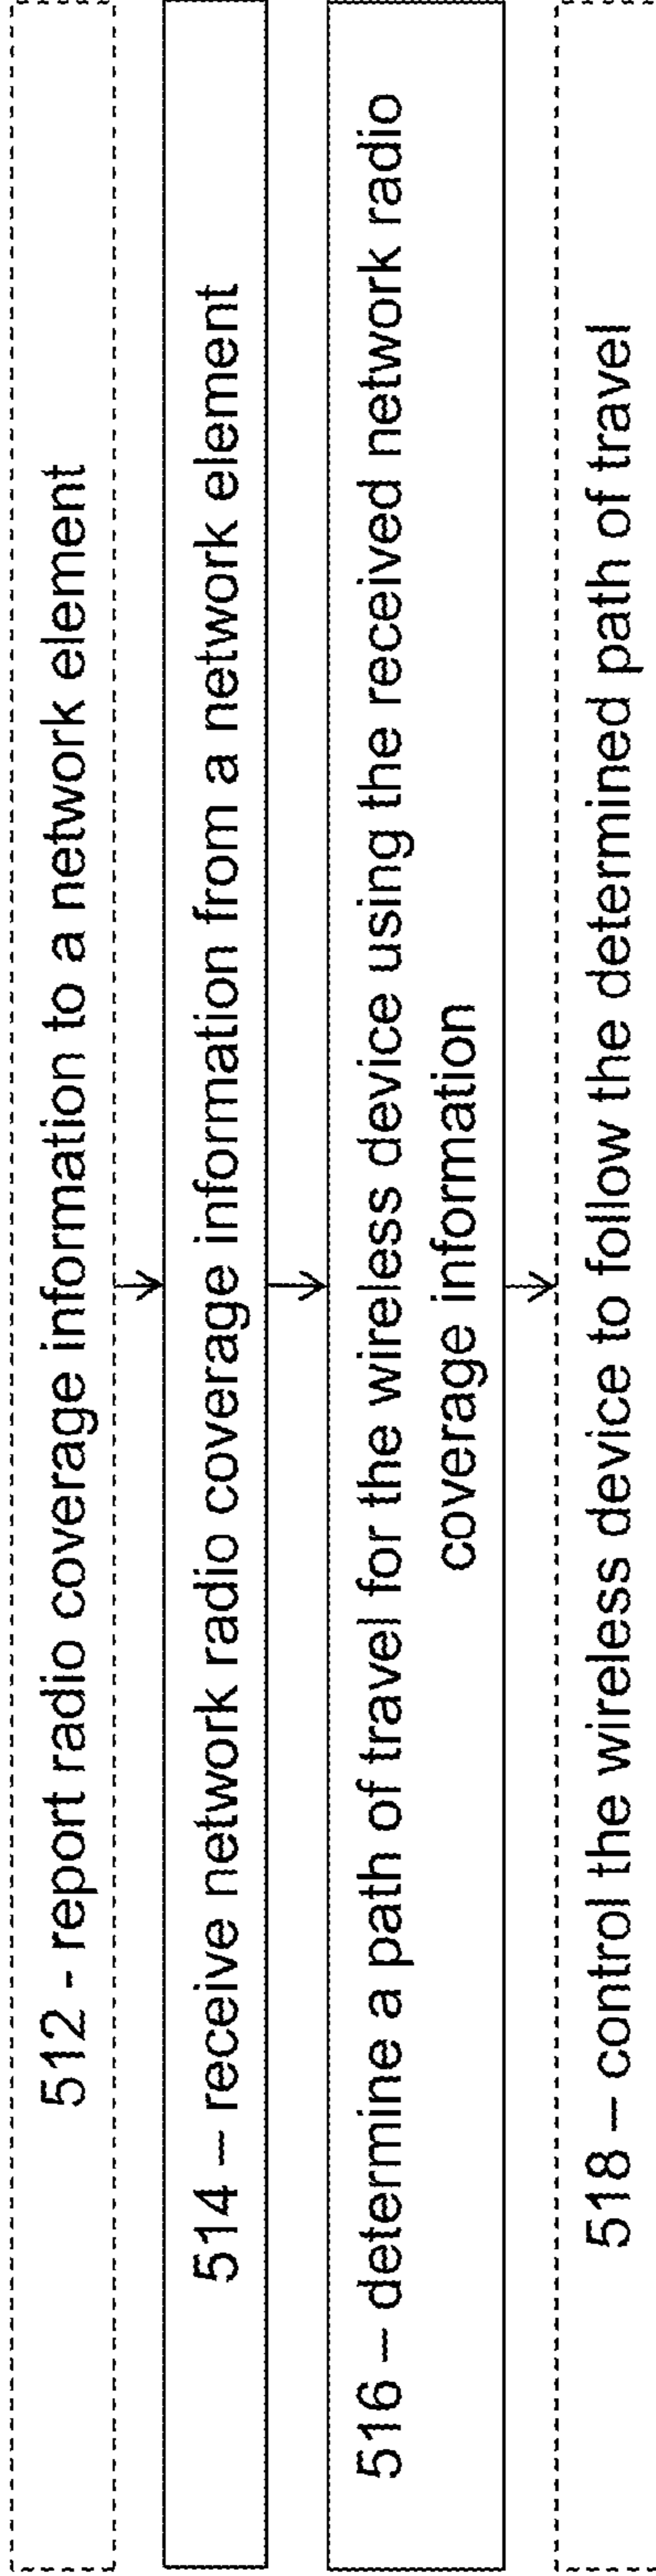 512 - report radio coverage information to a network element
514 – receive network radio coverage information from a network element
516 – determine a path of travel for the wireless device using the received network radio
coverage information
518 – control the wireless device to follow the determined path of travel